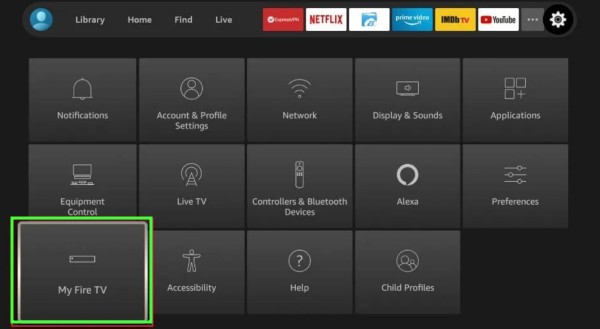 Library Home Find Live ExpressVPN NETFLIX prime video IMDb TV YouTube
Notifications
Account & Profile
Settings
Network
Display & Sounds
Applications
Equipment
Control
Live TV
Controllers & Bluetooth
Devices
Alexa
Preferences
My Fire TV
Accessibility
Help
Child Profiles